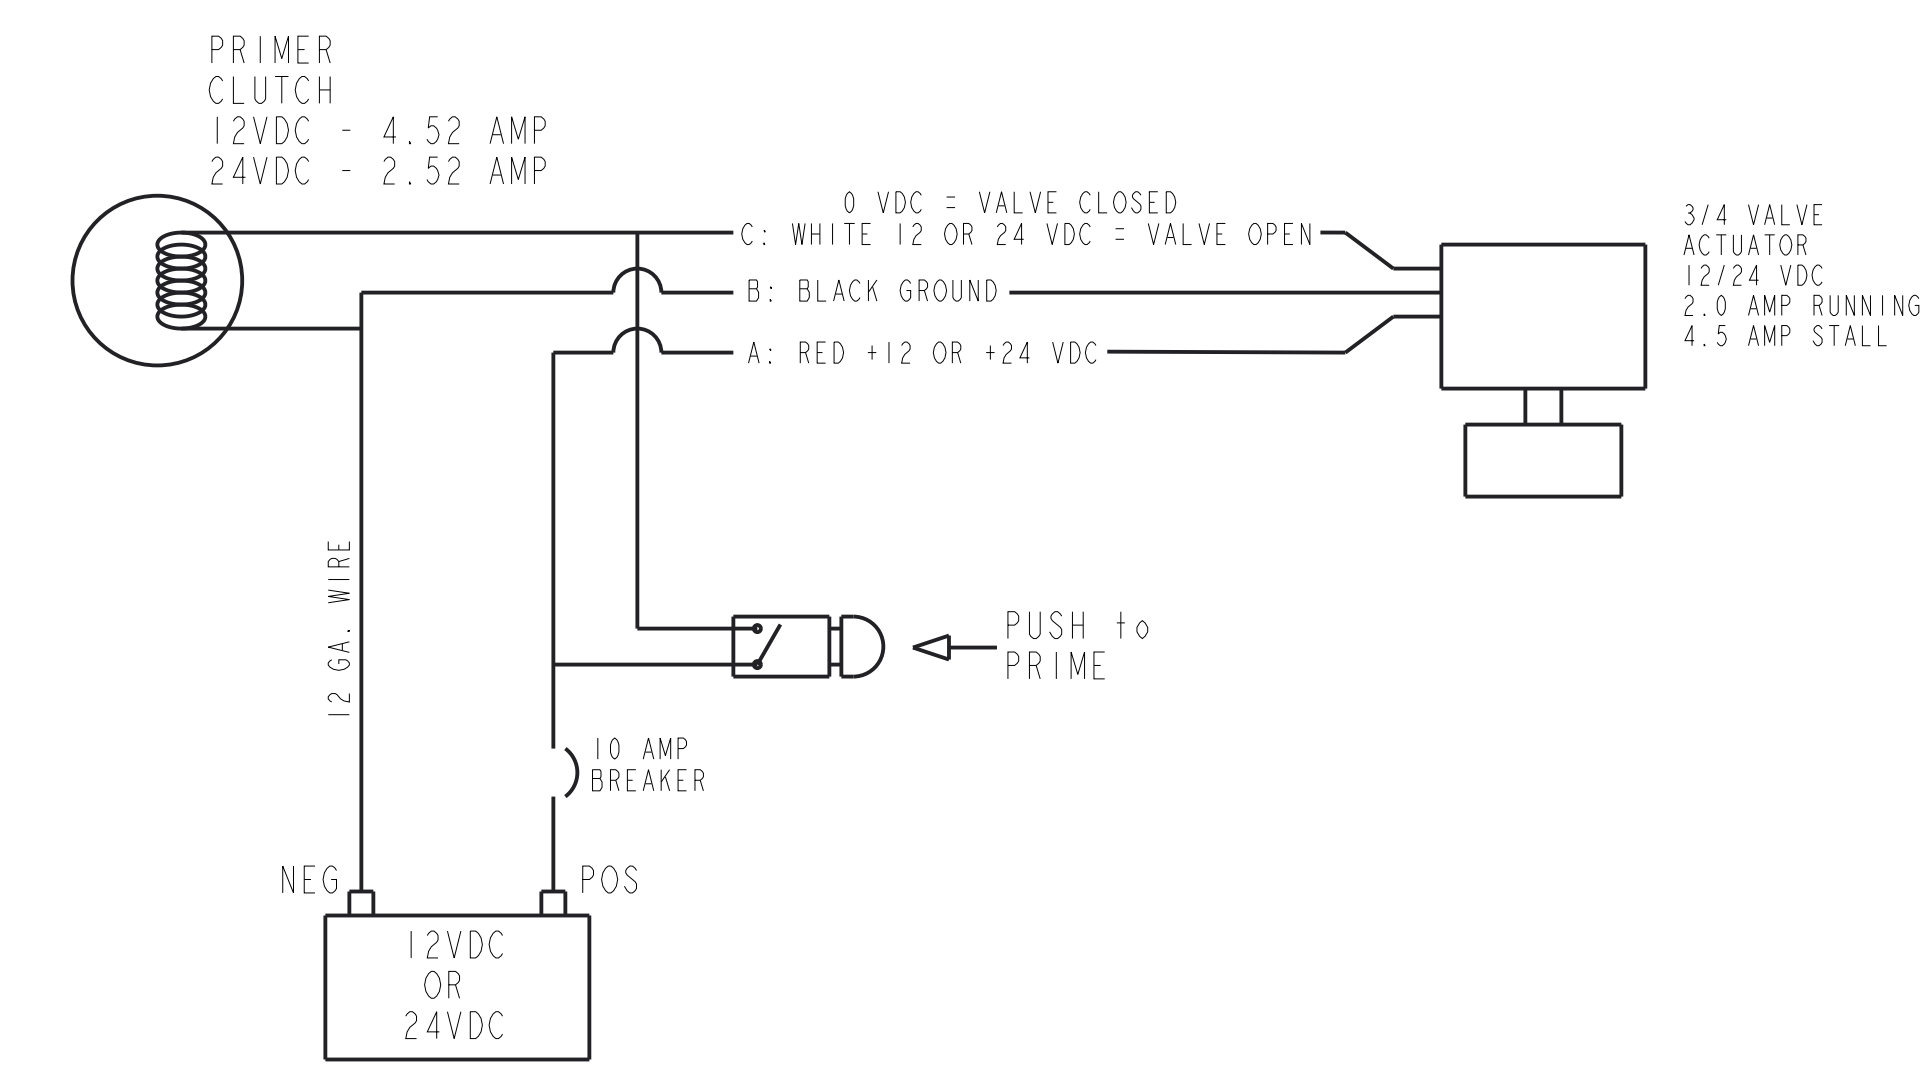 PRIMER
CLUTCH
12VDC - 4.52 AMP
24VDC - 2.52 AMP
0 VDC = VALVE CLOSED
C: WHITE 12 OR 24 VDC = VALVE OPEN
B: BLACK GROUND
A: RED +12 OR +24 VDC
3/4 VALVE
ACTUATOR
12/24 VDC
2.0 AMP RUNNING
4.5 AMP STALL
12 GA. WIRE
PUSH to
PRIME
10 AMP
BREAKER
NEG
POS
12VDC
OR
24VDC